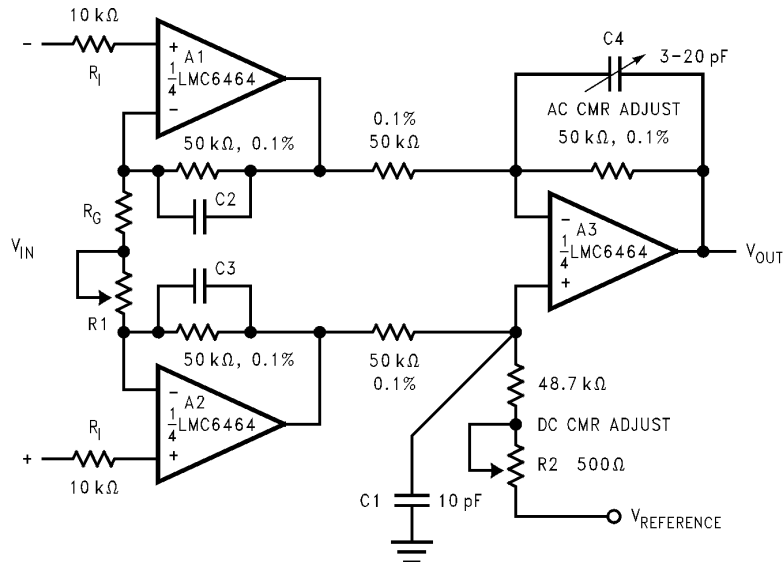 10 kΩ
−
R_I
+
A1
1/4 LMC6464
−
50 kΩ, 0.1%
C2
0.1%
50 kΩ
C4
3–20 pF
AC CMR ADJUST
50 kΩ, 0.1%
R_G
V_IN
R1
C3
50 kΩ, 0.1%
50 kΩ
0.1%
−
A3
1/4 LMC6464
+
V_OUT
−
A2
1/4 LMC6464
+
R_I
+
10 kΩ
48.7 kΩ
DC CMR ADJUST
R2 500Ω
C1
10 pF
V_REFERENCE